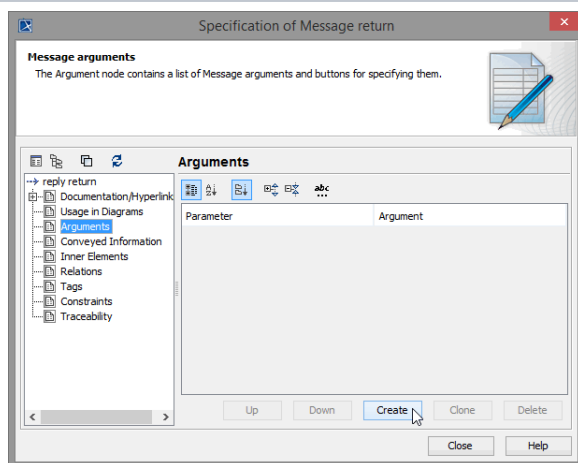 Specification of Message return
Message arguments
The Argument node contains a list of Message arguments and buttons for specifying them.
Arguments
reply return
Documentation/Hyperlink
Usage in Diagrams
Arguments
Conveyed Information
Inner Elements
Relations
Tags
Constraints
Traceability
abc
Parameter Argument
Up Down Create Clone Delete
Close Help